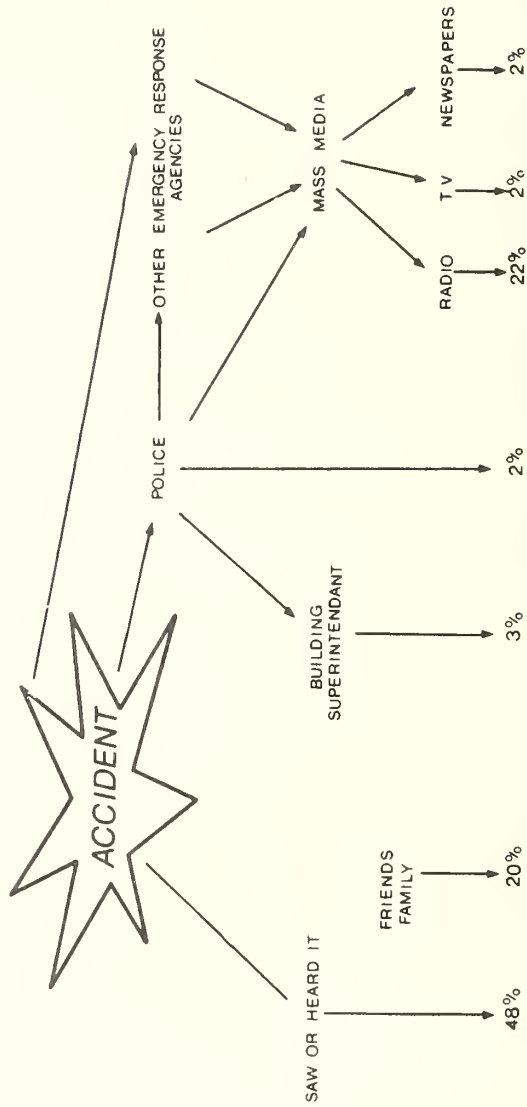 ACCIDENT
POLICE
OTHER EMERGENCY RESPONSE
AGENCIES
SAW OR HEARD IT
FRIENDS
FAMILY
BUILDING
SUPERINTENDANT
MASS MEDIA
RADIO
TV
NEWSPAPERS
48%
20%
3%
2%
22%
2%
2%